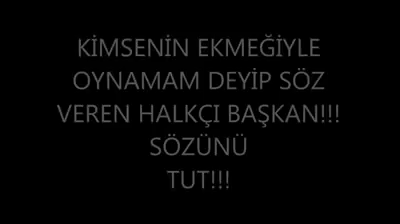 KİMSENİN EKMEĞİYLE
OYNAMAM DEYİP SÖZ
VEREN HALKÇI BAŞKAN!!!
SÖZÜNÜ
TUT!!!